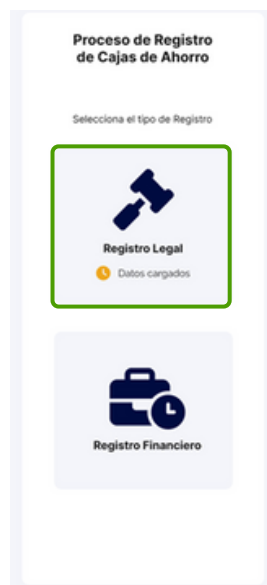 Proceso de Registro
de Cajas de Ahorro
Selecciona el tipo de Registro
Registro Legal
Datos cargados
Registro Financiero